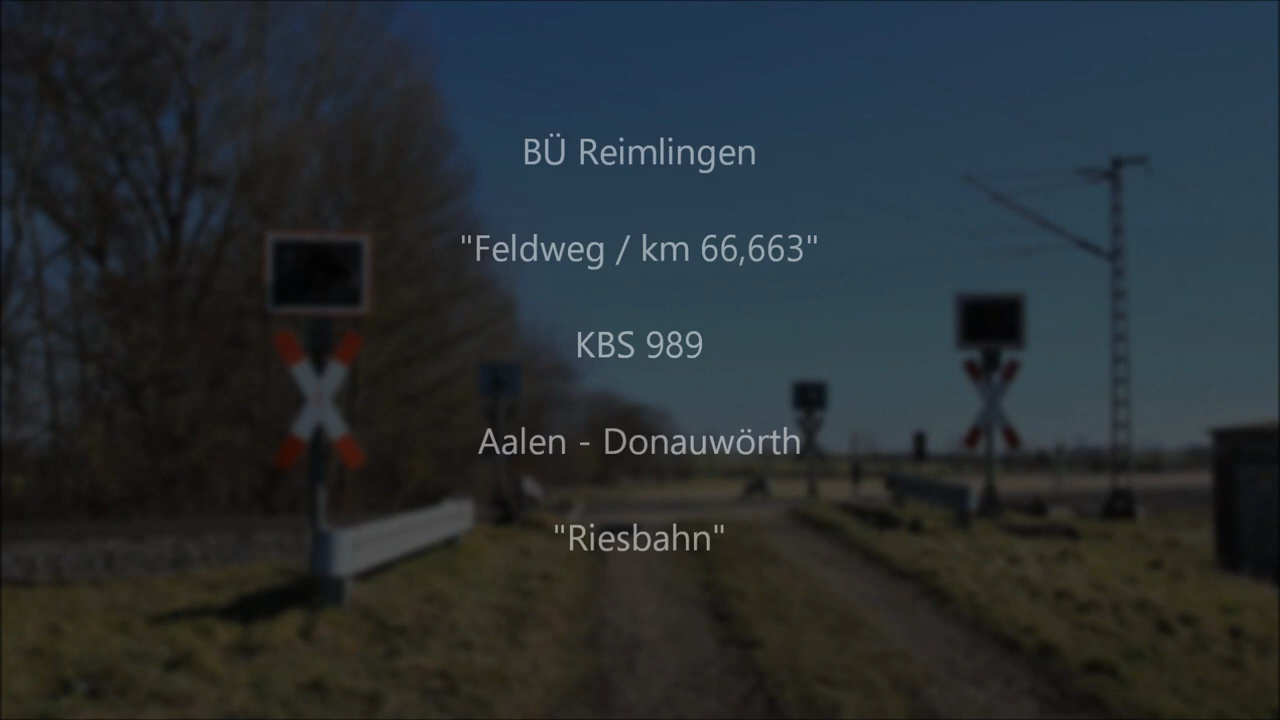 BÜ Reimlingen
"Feldweg / km 66,663"
KBS 989
Aalen - Donauwörth
"Riesbahn"